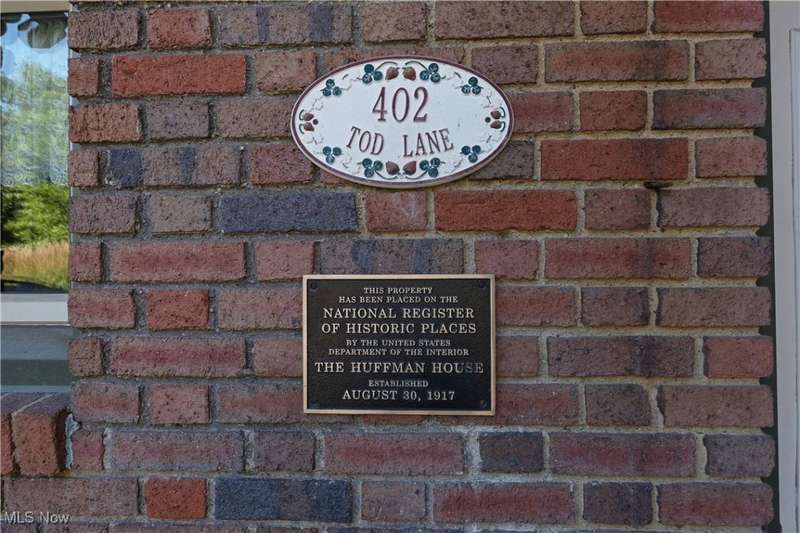 402
TOD LANE
THIS PROPERTY
HAS BEEN PLACED ON THE
NATIONAL REGISTER
OF HISTORIC PLACES
BY THE UNITED STATES
DEPARTMENT OF THE INTERIOR
THE HUFFMAN HOUSE
ESTABLISHED
AUGUST 30, 1917
MLS Now